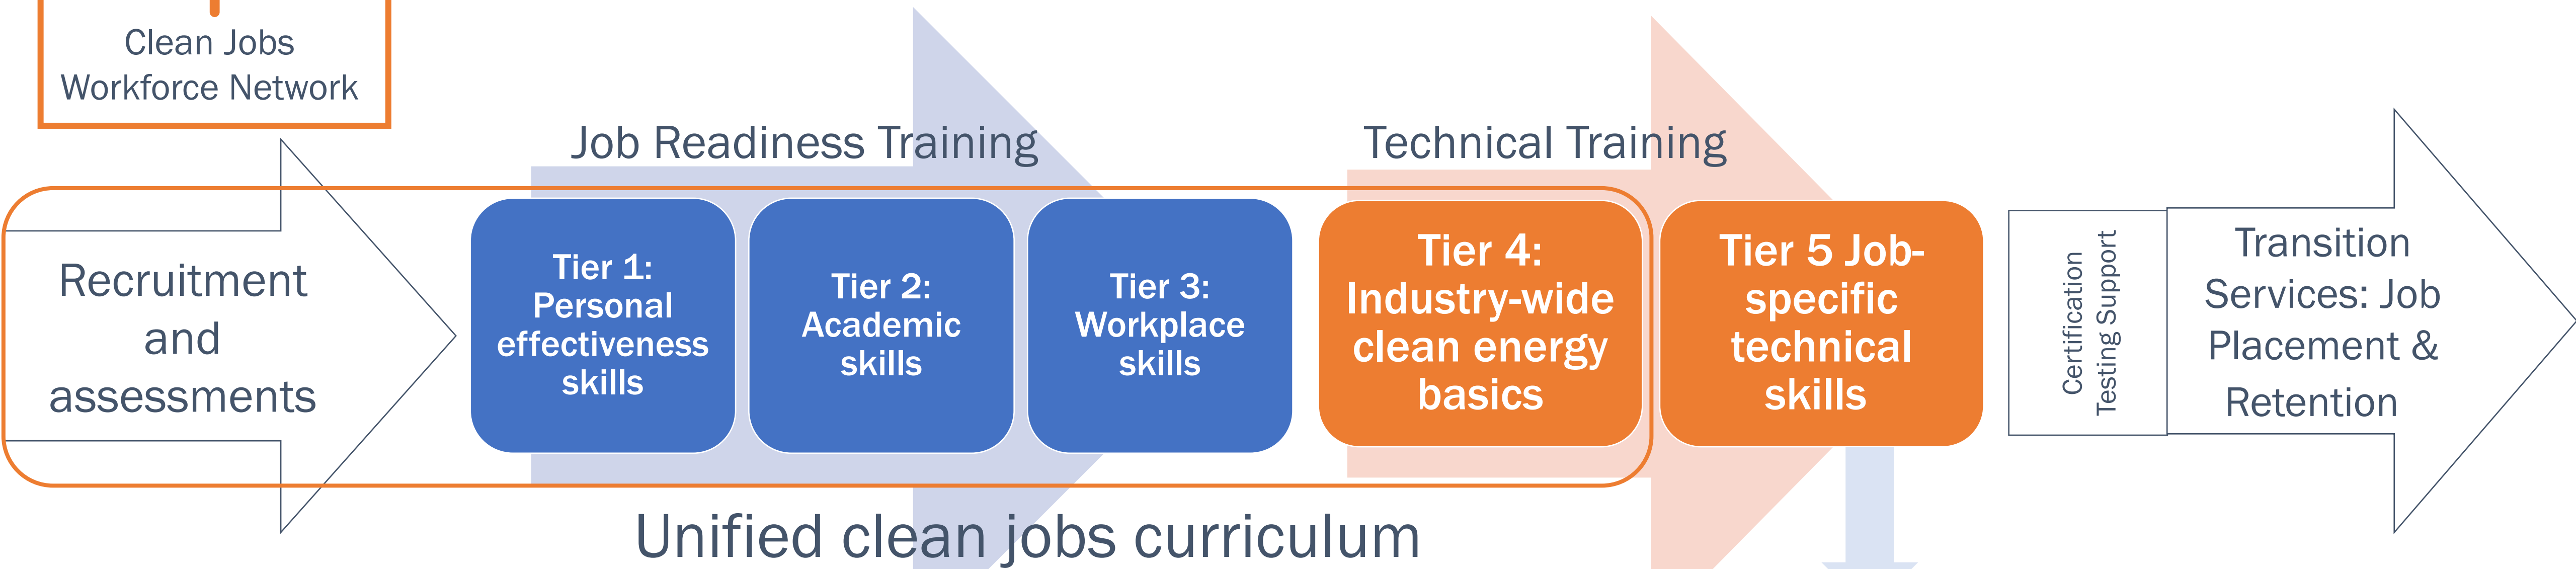 Clean Jobs
Workforce Network
Job Readiness Training
Technical Training
Recruitment
and
assessments
Tier 1:
Personal
effectiveness
skills
Tier 2:
Academic
skills
Tier 3:
Workplace
skills
Tier 4:
Industry-wide
clean energy
basics
Tier 5 Job-
specific
technical
skills
Certification
Testing Support
Transition
Services: Job
Placement &
Retention
Unified clean jobs curriculum